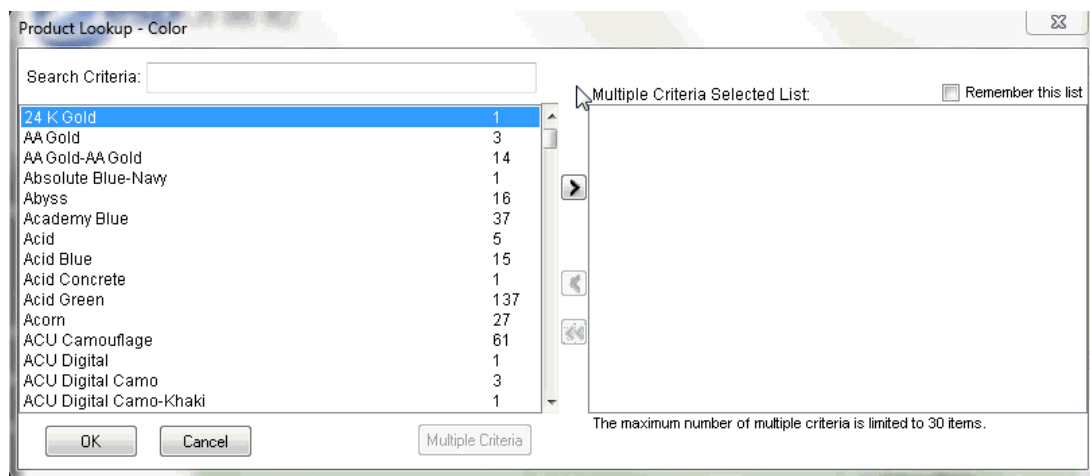 Product Lookup - Color
Search Criteria:
Multiple Criteria Selected List:
Remember this list
24 K Gold 1
AA Gold 3
AA Gold-AA Gold 14
Absolute Blue-Navy 1
Abyss 16
Academy Blue 37
Acid 5
Acid Blue 15
Acid Concrete 1
Acid Green 137
Acorn 27
ACU Camouflage 61
ACU Digital 1
ACU Digital Camo 3
ACU Digital Camo-Khaki 1
The maximum number of multiple criteria is limited to 30 items.
OK
Cancel
Multiple Criteria